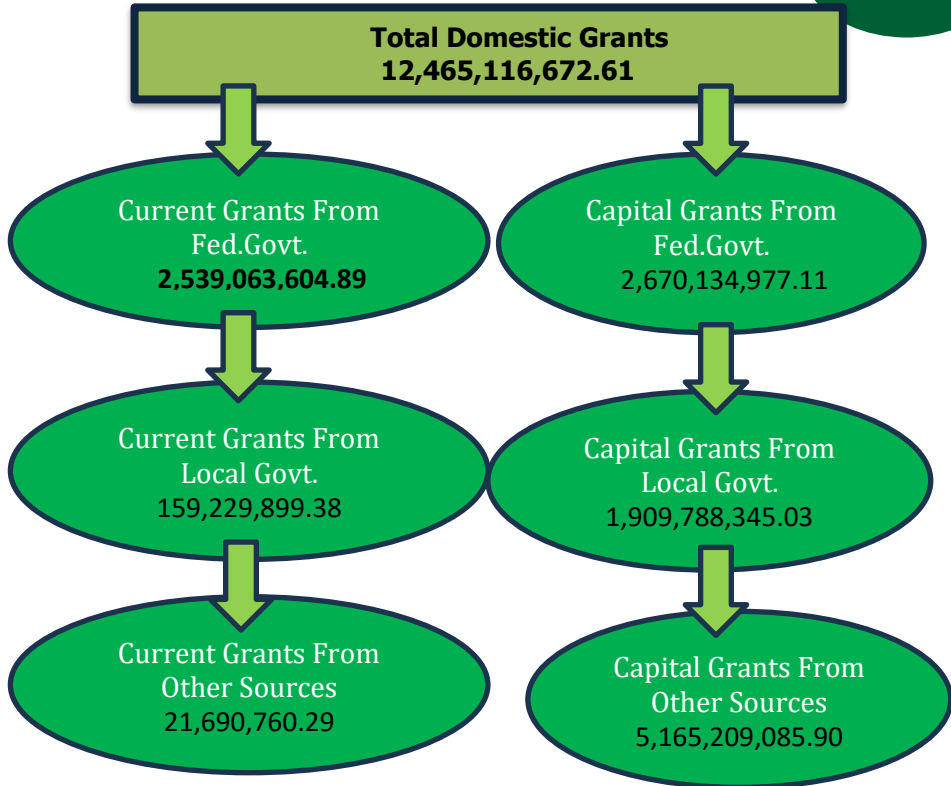 Total Domestic Grants
12,465,116,672.61
Current Grants From
Fed.Govt.
2,539,063,604.89
Capital Grants From
Fed.Govt.
2,670,134,977.11
Current Grants From
Local Govt.
159,229,899.38
Capital Grants From
Local Govt.
1,909,788,345.03
Current Grants From
Other Sources
21,690,760.29
Capital Grants From
Other Sources
5,165,209,085.90